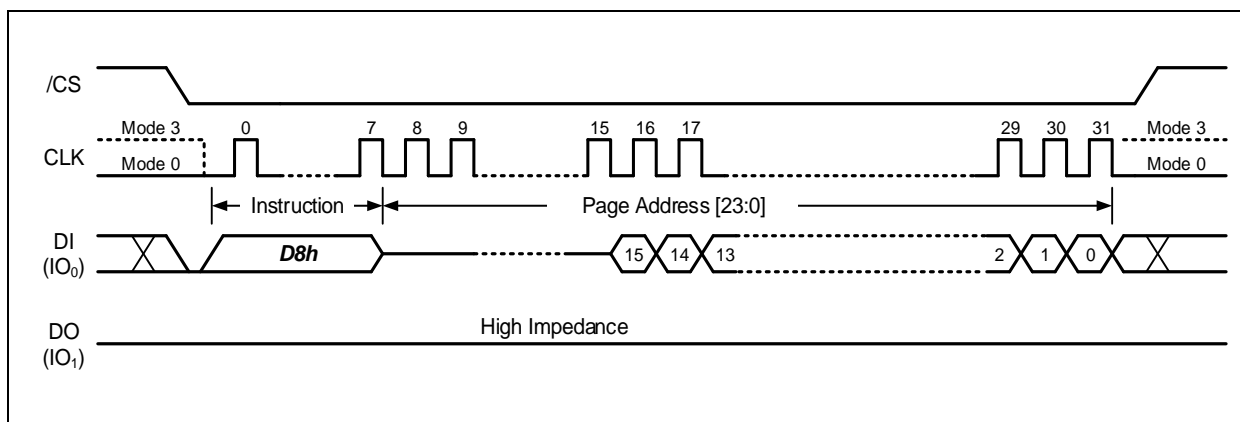 /CS
Mode 3 0 7 8 9 15 16 17 29 30 31 Mode 3
CLK
Mode 0 Mode 0
Instruction Page Address [23:0]
DI
(IO₀)
D8h 15 14 13 2 1 0
High Impedance
DO
(IO₁)